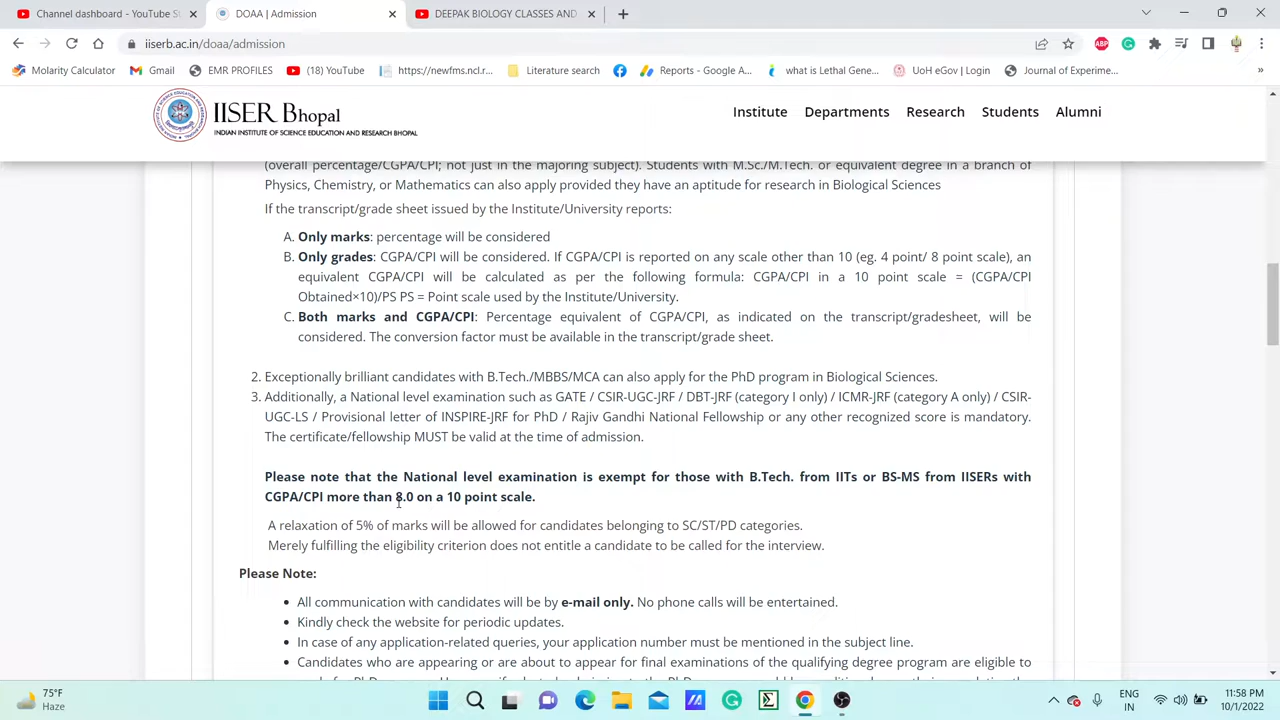 Channel dashboard - YouTube St
DOAA | Admission
DEEPAK BIOLOGY CLASSES AND
iiserb.ac.in/doaa/admission
ABP
Molarity Calculator
Gmail
EMR PROFILES
(18) YouTube
https://newfms.ncl.r...
Literature search
Reports - Google A...
what is Lethal Gene...
UoH eGov | Login
Journal of Experime...
»
IISER Bhopal
INDIAN INSTITUTE OF SCIENCE EDUCATION AND RESEARCH BHOPAL
Institute
Departments
Research
Students
Alumni
(overall percentage/CGPA/CPI; not just in the majoring subject). Students with M.Sc./M.Tech. or equivalent degree in a branch of
Physics, Chemistry, or Mathematics can also apply provided they have an aptitude for research in Biological Sciences
If the transcript/grade sheet issued by the Institute/University reports:
A. Only marks: percentage will be considered
B. Only grades: CGPA/CPI will be considered. If CGPA/CPI is reported on any scale other than 10 (eg. 4 point/ 8 point scale), an
equivalent CGPA/CPI will be calculated as per the following formula: CGPA/CPI in a 10 point scale = (CGPA/CPI
Obtained×10)/PS PS = Point scale used by the Institute/University.
C. Both marks and CGPA/CPI: Percentage equivalent of CGPA/CPI, as indicated on the transcript/gradesheet, will be
considered. The conversion factor must be available in the transcript/grade sheet.
2. Exceptionally brilliant candidates with B.Tech./MBBS/MCA can also apply for the PhD program in Biological Sciences.
3. Additionally, a National level examination such as GATE / CSIR-UGC-JRF / DBT-JRF (category I only) / ICMR-JRF (category A only) / CSIR-
UGC-LS / Provisional letter of INSPIRE-JRF for PhD / Rajiv Gandhi National Fellowship or any other recognized score is mandatory.
The certificate/fellowship MUST be valid at the time of admission.
Please note that the National level examination is exempt for those with B.Tech. from IITs or BS-MS from IISERs with
CGPA/CPI more than 8.0 on a 10 point scale.
A relaxation of 5% of marks will be allowed for candidates belonging to SC/ST/PD categories.
Merely fulfilling the eligibility criterion does not entitle a candidate to be called for the interview.
Please Note:
• All communication with candidates will be by e-mail only. No phone calls will be entertained.
• Kindly check the website for periodic updates.
• In case of any application-related queries, your application number must be mentioned in the subject line.
• Candidates who are appearing or are about to appear for final examinations of the qualifying degree program are eligible to
75°F
Haze
ENG
IN
11:58 PM
10/1/2022